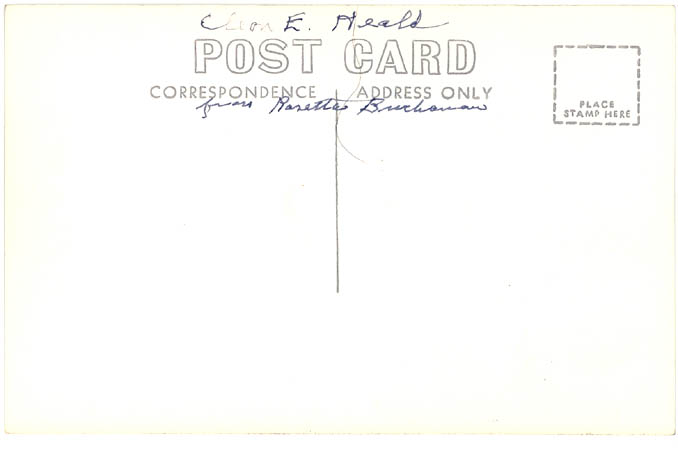 Cleon E. Heald
POST CARD
CORRESPONDENCE ADDRESS ONLY
from Rosetta Buchanan
PLACE
STAMP HERE